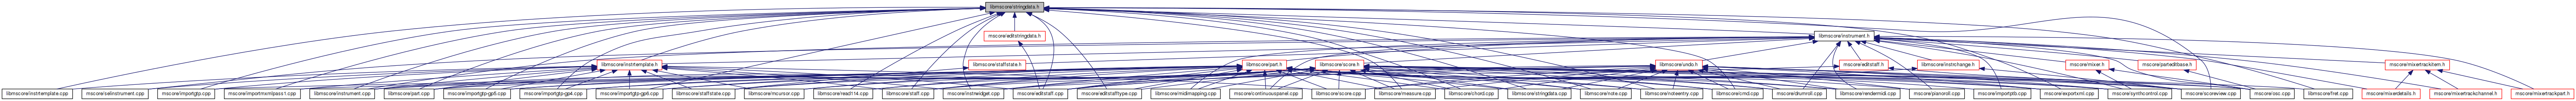 libmscore/stringdata.h
mscore/editstringdata.h
libmscore/instrument.h
libmscore/instrtemplate.h
libmscore/staffstate.h
libmscore/part.h
libmscore/score.h
libmscore/undo.h
mscore/editstaff.h
libmscore/instrchange.h
mscore/mixer.h
mscore/partedit­base.h
mscore/mixertrackitem.h
libmscore/instrtemplate.cpp
mscore/selinstrument.cpp
mscore/importgtp.cpp
mscore/importmxmlpass1.cpp
libmscore/instrument.cpp
libmscore/part.cpp
mscore/importgtp-gp5.cpp
mscore/importgtp-gp4.cpp
mscore/importgtp-gp6.cpp
libmscore/staffstate.cpp
libmscore/mcursor.cpp
libmscore/read114.cpp
libmscore/staff.cpp
mscore/instrwidget.cpp
mscore/editstaff.cpp
mscore/editstafftype.cpp
libmscore/midimapping.cpp
mscore/continuouspanel.cpp
libmscore/score.cpp
libmscore/measure.cpp
libmscore/chord.cpp
libmscore/stringdata.cpp
libmscore/note.cpp
libmscore/noteentry.cpp
libmscore/cmd.cpp
mscore/drumroll.cpp
libmscore/rendermidi.cpp
mscore/pianoroll.cpp
mscore/importptb.cpp
mscore/exportxml.cpp
mscore/synthcontrol.cpp
mscore/scoreview.cpp
mscore/osc.cpp
libmscore/fret.cpp
mscore/mixerdetails.h
mscore/mixertrackchannel.h
mscore/mixertrackpart.h